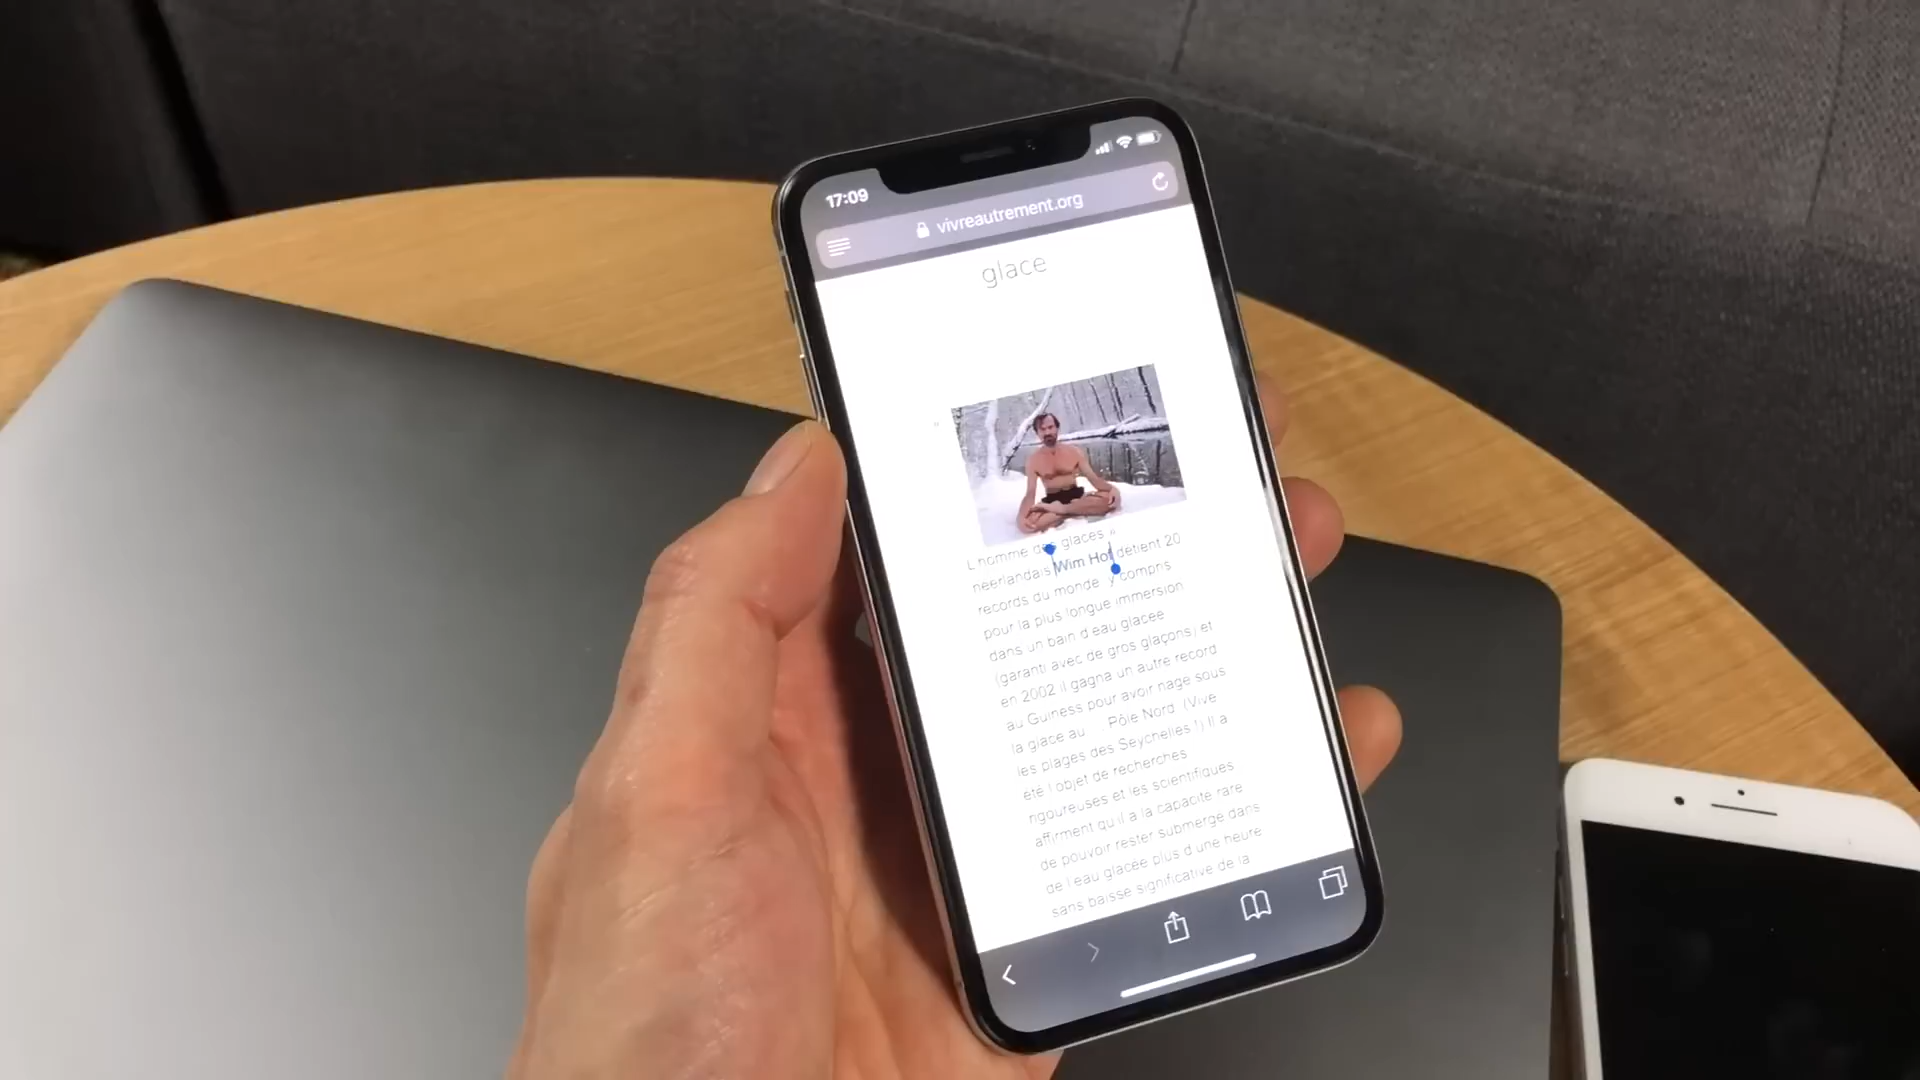 17:09
vivreautrement.org
glace
"
L'homme des glaces "
néerlandais Wim Hof détient 20
records du monde y compris
pour la plus longue immersion
dans un bain d'eau glacée
(garanti avec de gros glaçons) et
en 2002 il gagna un autre record
au Guiness pour avoir nagé sous
la glace au ... Pôle Nord. (Vive
les plages des Seychelles !) Il a
été l'objet de recherches
rigoureuses et les scientifiques
affirment qu'il a la capacité rare
de pouvoir rester submergé dans
de l'eau glacée plus d'une heure
sans baisse significative de la